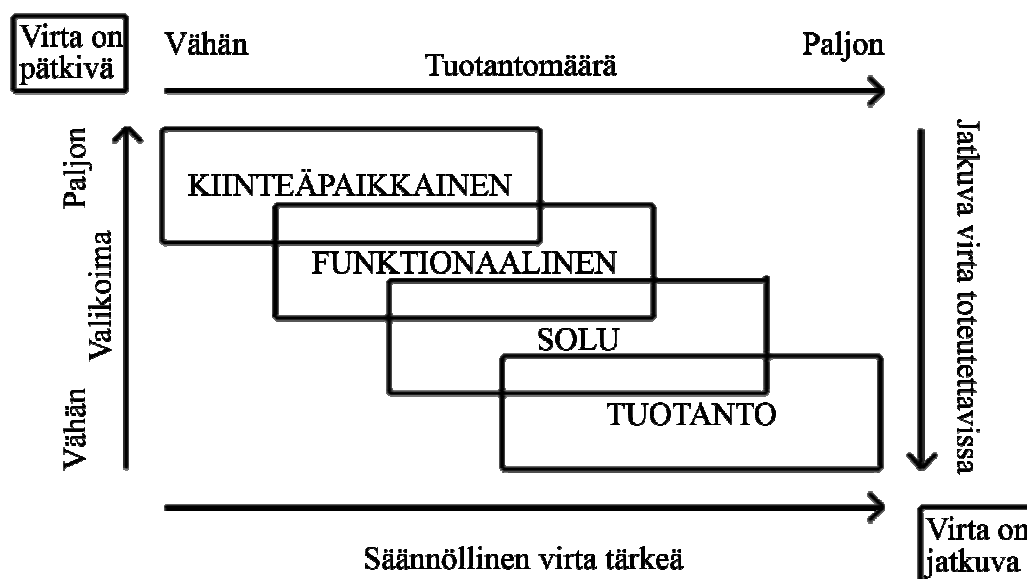 Virta on
pätkivä
Vähän
Paljon
Tuotantomäärä
Paljon
Valikoima
Vähän
KIINTEÄPAIKKAINEN
FUNKTIONAALINEN
SOLU
TUOTANTO
Jatkuva virta toteutettavissa
Säännöllinen virta tärkeä
Virta on
jatkuva